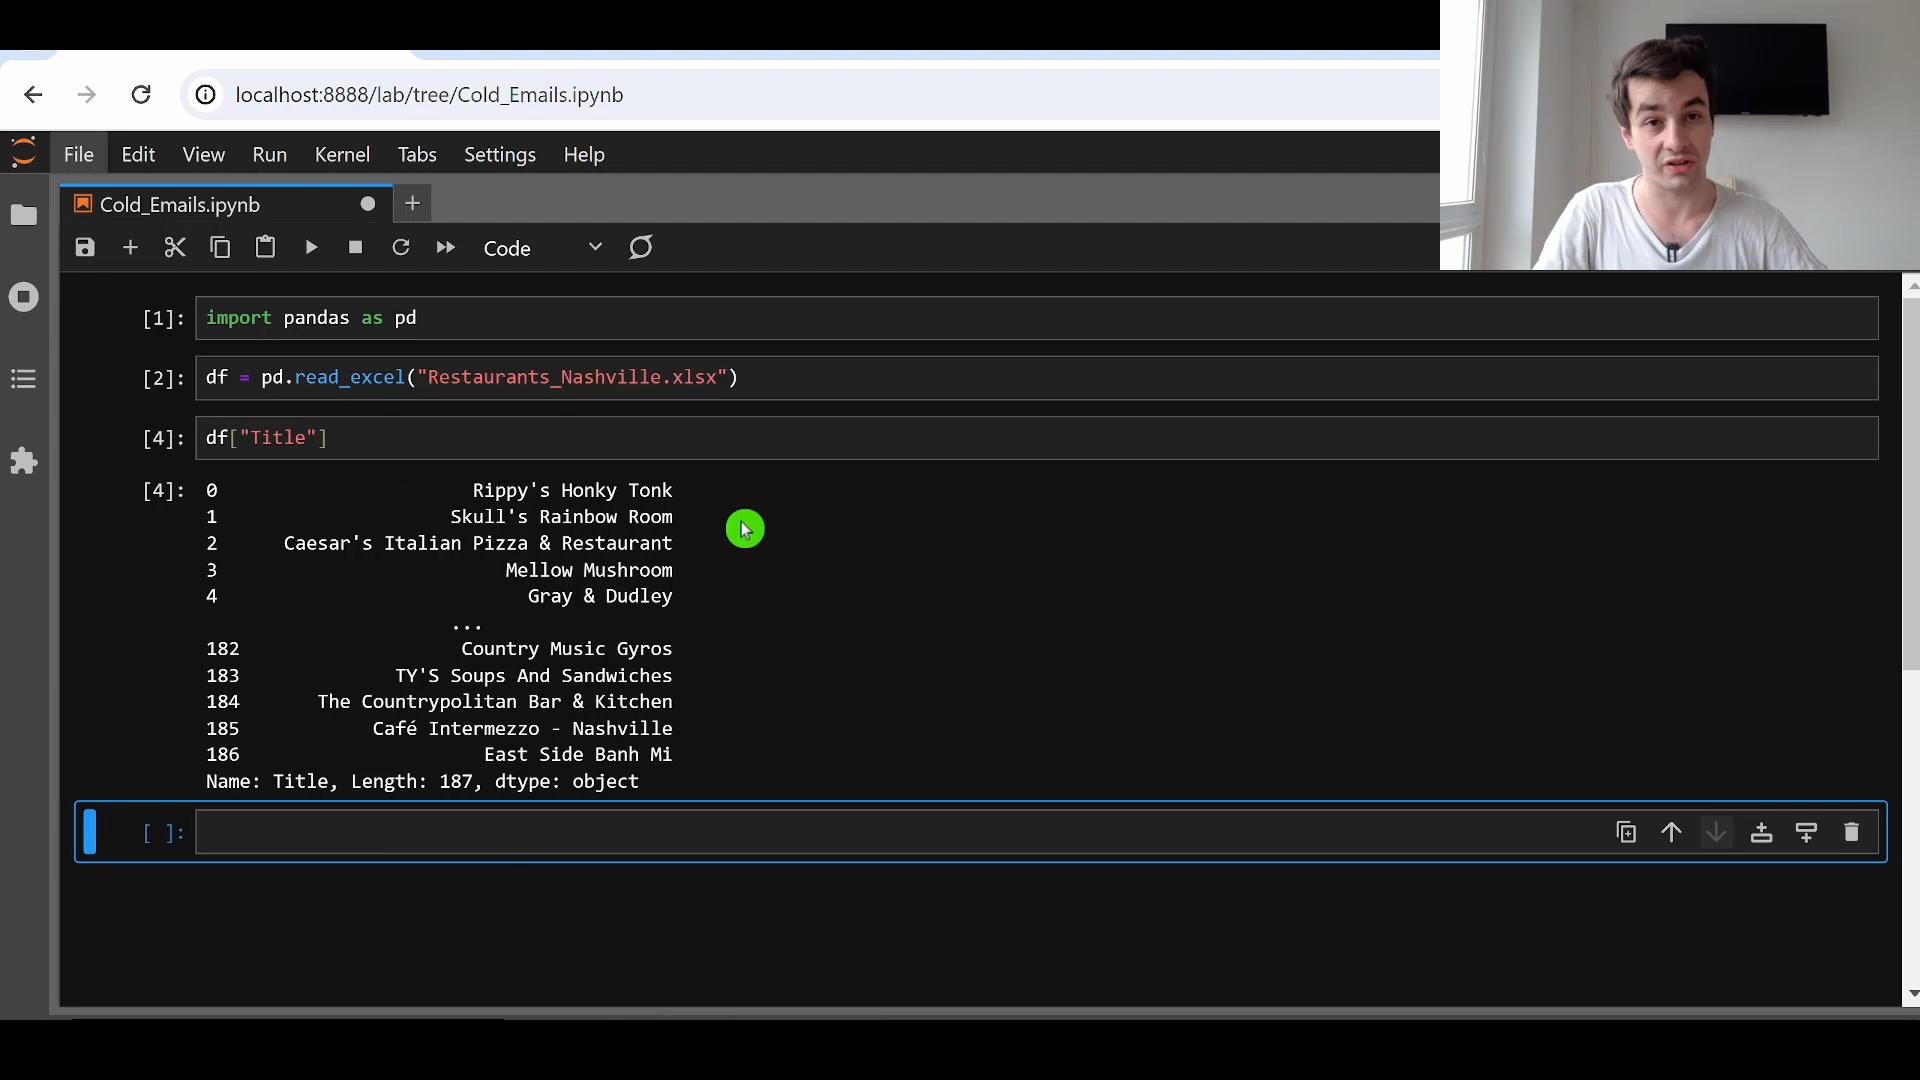 localhost:8888/lab/tree/Cold_Emails.ipynb
File Edit View Run Kernel Tabs Settings Help
Cold_Emails.ipynb
Code
[1]: import pandas as pd
[2]: df = pd.read_excel("Restaurants_Nashville.xlsx")
[4]: df["Title"]
[4]: 0 Rippy's Honky Tonk
1 Skull's Rainbow Room
2 Caesar's Italian Pizza & Restaurant
3 Mellow Mushroom
4 Gray & Dudley
...
182 Country Music Gyros
183 TY'S Soups And Sandwiches
184 The Countrypolitan Bar & Kitchen
185 Café Intermezzo - Nashville
186 East Side Banh Mi
Name: Title, Length: 187, dtype: object
[ ]: